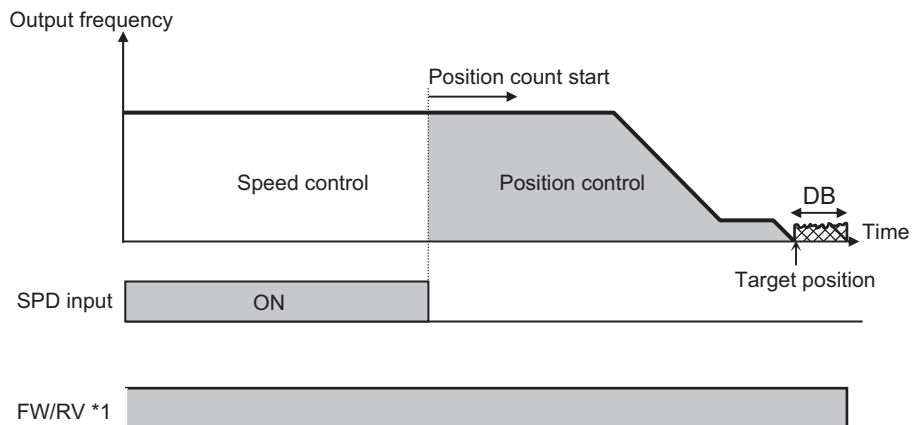 Output frequency
Position count start
Speed control
Position control
DB
Time
Target position
SPD input
ON
FW/RV *1